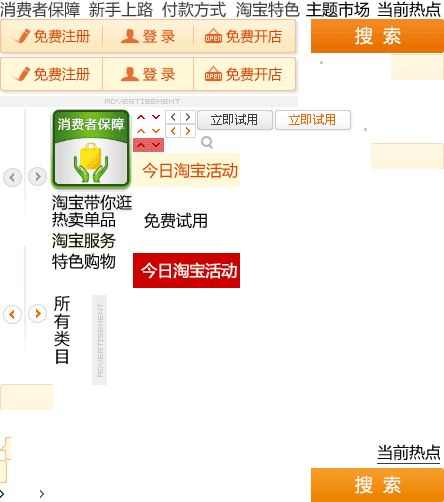 消费者保障 新手上路 付款方式 淘宝特色 主题市场 当前热点
免费注册 登录 免费开店 搜索
免费注册 登录 OPEN 免费开店
ADVERTISEMENT
消费者保障 立即试用 立即试用
今日淘宝活动
淘宝带你逛
热卖单品 免费试用
淘宝服务
特色购物
今日淘宝活动
所有类目
ADVERTISEMENT
当前热点
搜索